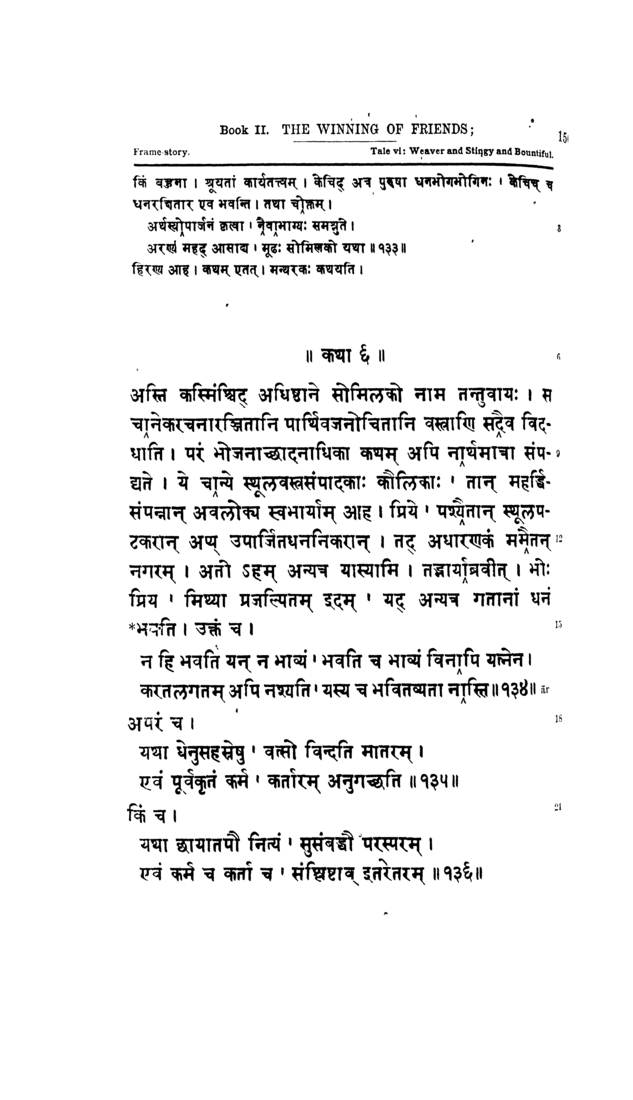 Book II. THE WINNING OF FRIENDS; 15
Frame-story. Tale vi: Weaver and Stingy and Bountiful.
किं बहुना । श्रूयतां कार्यतत्त्वम् । केचिद् अत्र पुरुषा धनभोगभोगिनः । केचिच् च
धनरक्षितार एव भवन्ति । तथा चोक्तम् ।
अर्थस्योपार्जनं कृत्वा । नैवाभाग्यः समश्नुते । 3
अरण्यं महद् आसाद्य । मूढः सोमिलको यथा ॥१३३॥
हिरण्य आह । कथम् एतत् । मन्थरकः कथयति ।
॥ कथा ६ ॥ 6
अस्ति कस्मिंश्चिद् अधिष्ठाने सोमिलको नाम तन्तुवायः । स
चानेकरचनारञ्जितानि पार्थिवजनोचितानि वस्त्राणि सदैव विद-
धाति । परं भोजनाच्छादनाधिका कथम् अपि नार्थमात्रा संप- 9
द्यते । ये चान्ये स्थूलवस्त्रसंपादकाः कौलिकाः । तान् महर्द्धि-
संपन्नान् अवलोक्य स्वभार्याम् आह । प्रिये । पश्यैतान् स्थूलप-
टकरान् अप्य् उपार्जितधननिकरान् । तद् अधारणकं ममैतन् 12
नगरम् । अतो ऽहम् अन्यत्र यास्यामि । तद्भार्याब्रवीत् । भोः
प्रिय । मिथ्या प्रजल्पितम् इदम् । यद् अन्यत्र गतानां धनं
*भवति । उक्तं च । 15
न हि भवति यन् न भाव्यं । भवति च भाव्यं विनापि यत्नेन ।
करतलगतम् अपि नश्यति । यस्य च भवितव्यता नास्ति ॥१३४॥ ār
अपरं च । 18
यथा धेनुसहस्रेषु । वत्सो विन्दति मातरम् ।
एवं पूर्वकृतं कर्म । कर्तारम् अनुगच्छति ॥१३५॥
किं च । 21
यथा छायातपौ नित्यं । सुसंबद्धौ परस्परम् ।
एवं कर्म च कर्ता च । संश्लिष्टाव् इतरेतरम् ॥१३६॥